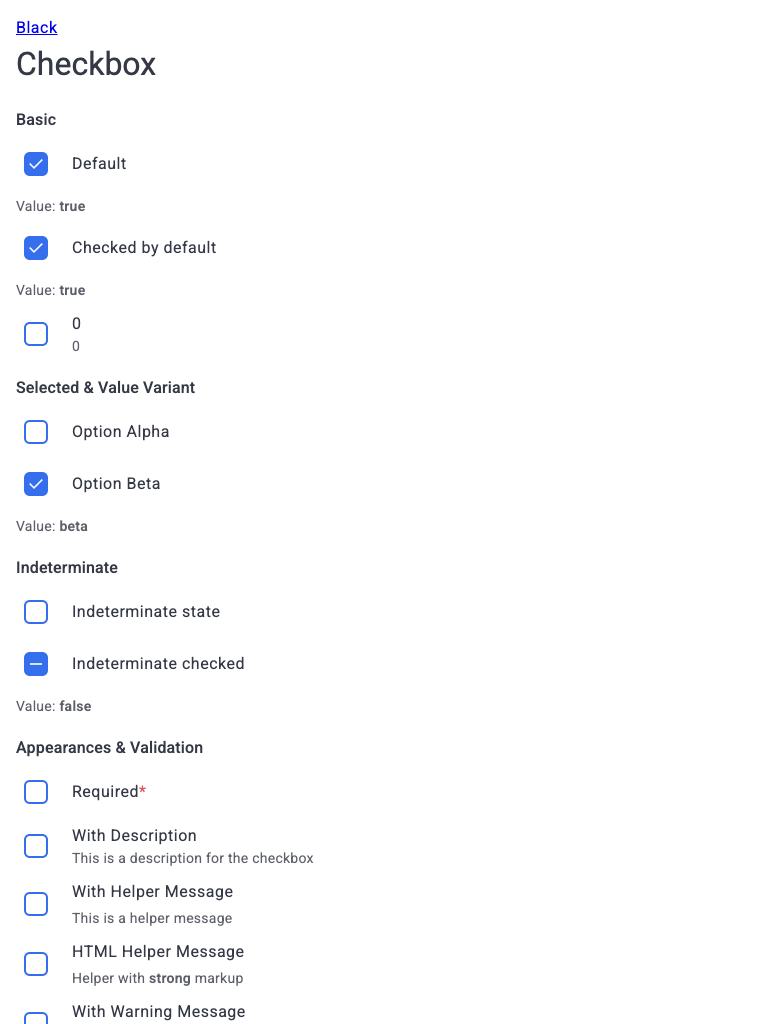 Black
Checkbox
Basic
Default
Value: true
Checked by default
Value: true
0
0
Selected & Value Variant
Option Alpha
Option Beta
Value: beta
Indeterminate
Indeterminate state
Indeterminate checked
Value: false
Appearances & Validation
Required*
With Description
This is a description for the checkbox
With Helper Message
This is a helper message
HTML Helper Message
Helper with strong markup
With Warning Message